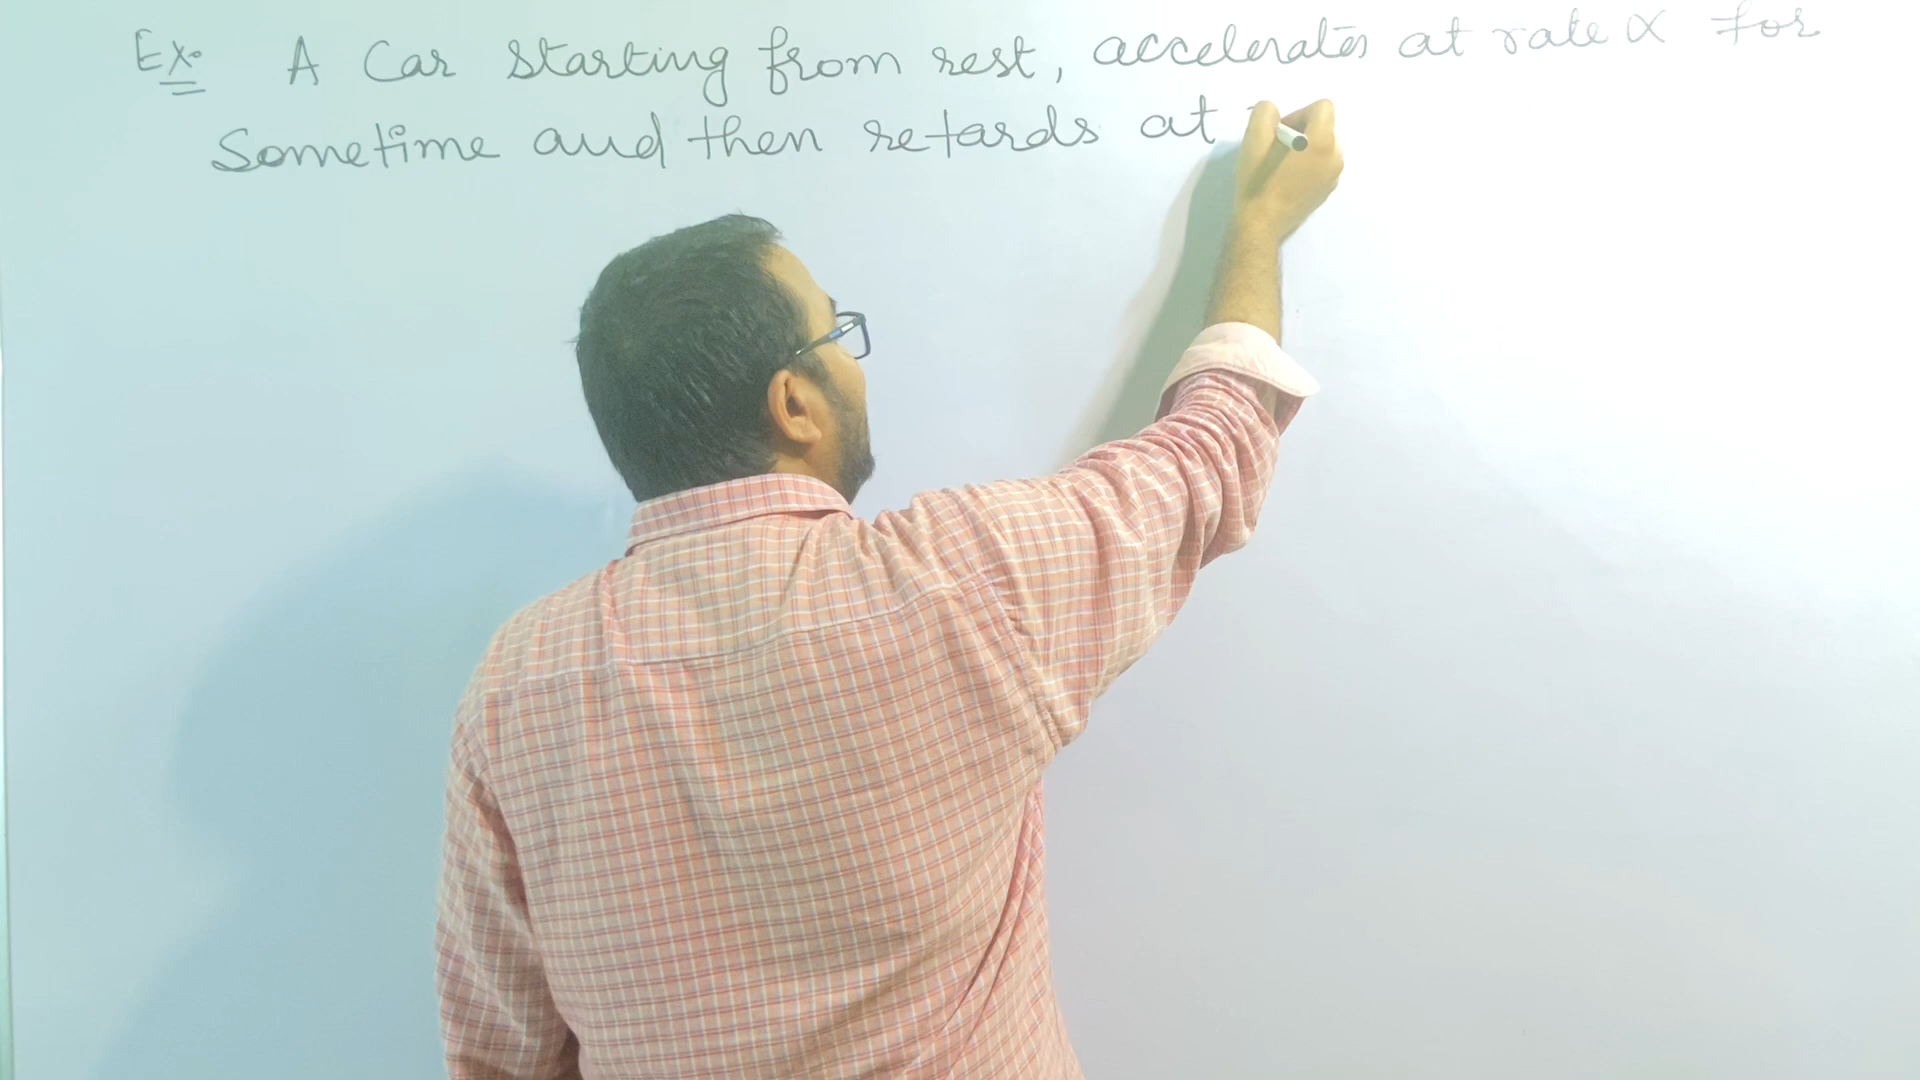 Ex. A Car starting from rest, accelerates at rate α for
Sometime and then retards at